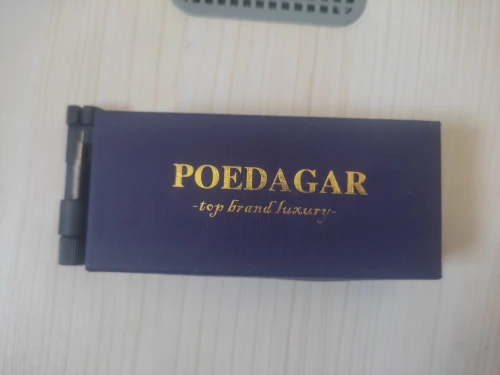 POEDAGAR
-top brand luxury-